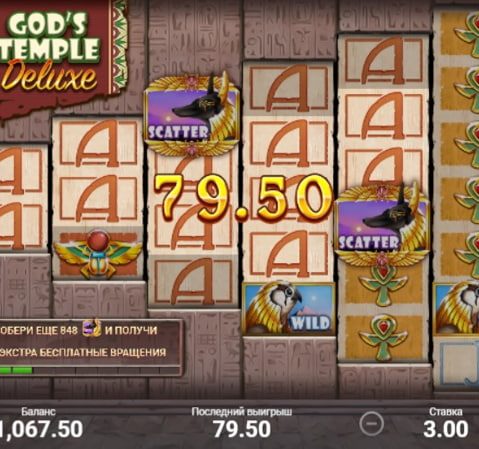 GOD'S
TEMPLE
Deluxe
SCATTER
79.50
SCATTER
WILD
ОБЕРИ ЕЩЕ 848 И ПОЛУЧИ
ЭКСТРА БЕСПЛАТНЫЕ ВРАЩЕНИЯ
Баланс
Последний выигрыш
Ставка
1,067.50
79.50
3.00